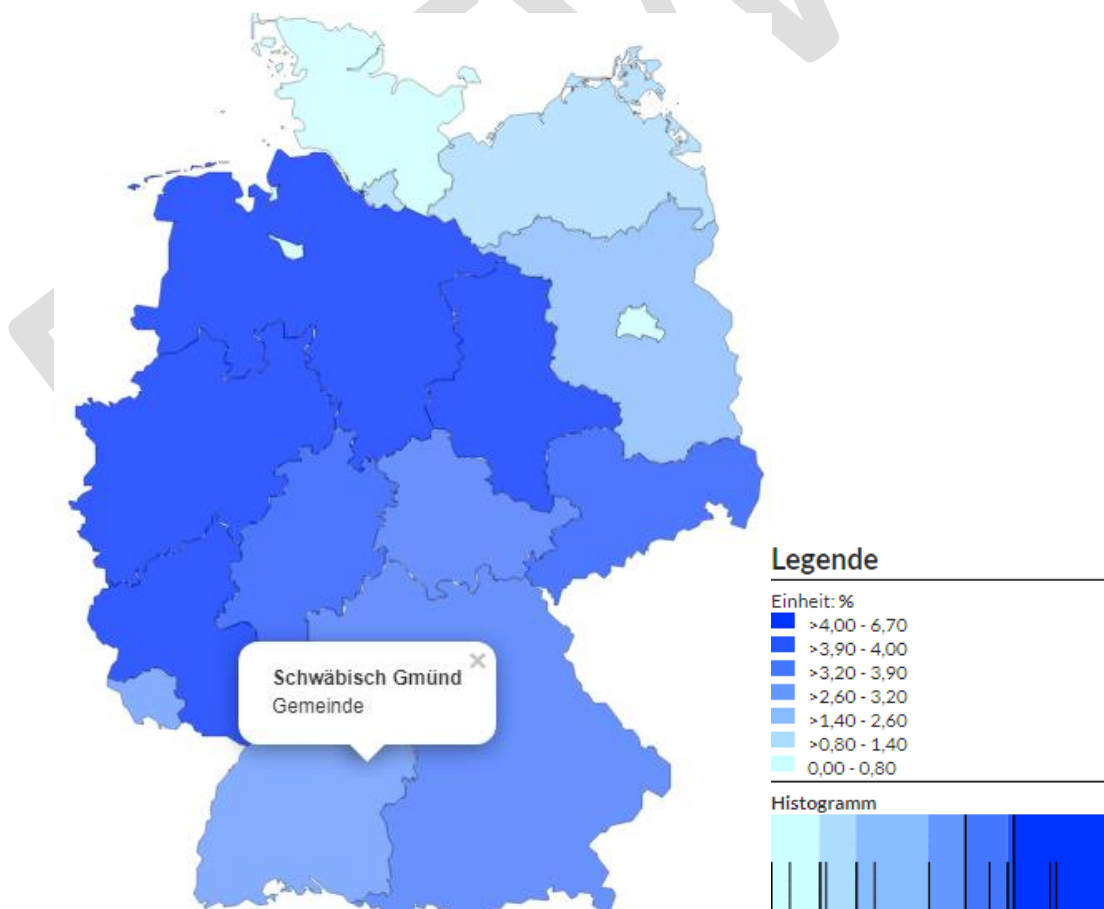 Schwäbisch Gmünd ×
Gemeinde
Legende
Einheit: %
>4,00 - 6,70
>3,90 - 4,00
>3,20 - 3,90
>2,60 - 3,20
>1,40 - 2,60
>0,80 - 1,40
0,00 - 0,80
Histogramm